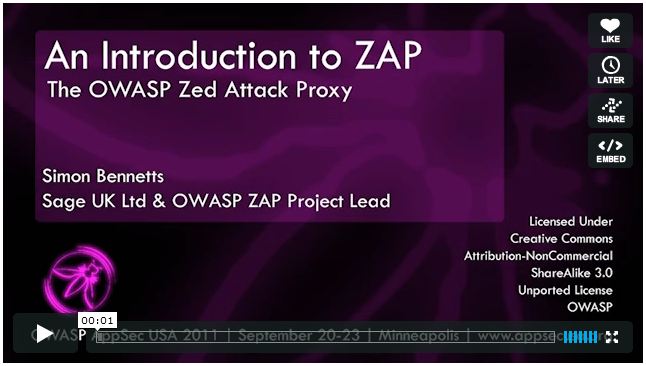 An Introduction to ZAP
The OWASP Zed Attack Proxy
Simon Bennetts
Sage UK Ltd & OWASP ZAP Project Lead
LIKE
LATER
SHARE
EMBED
Licensed Under
Creative Commons
Attribution-NonCommercial
ShareAlike 3.0
Unported License
OWASP
00:01
OWASP AppSec USA 2011 | September 20-23 | Minneapolis |